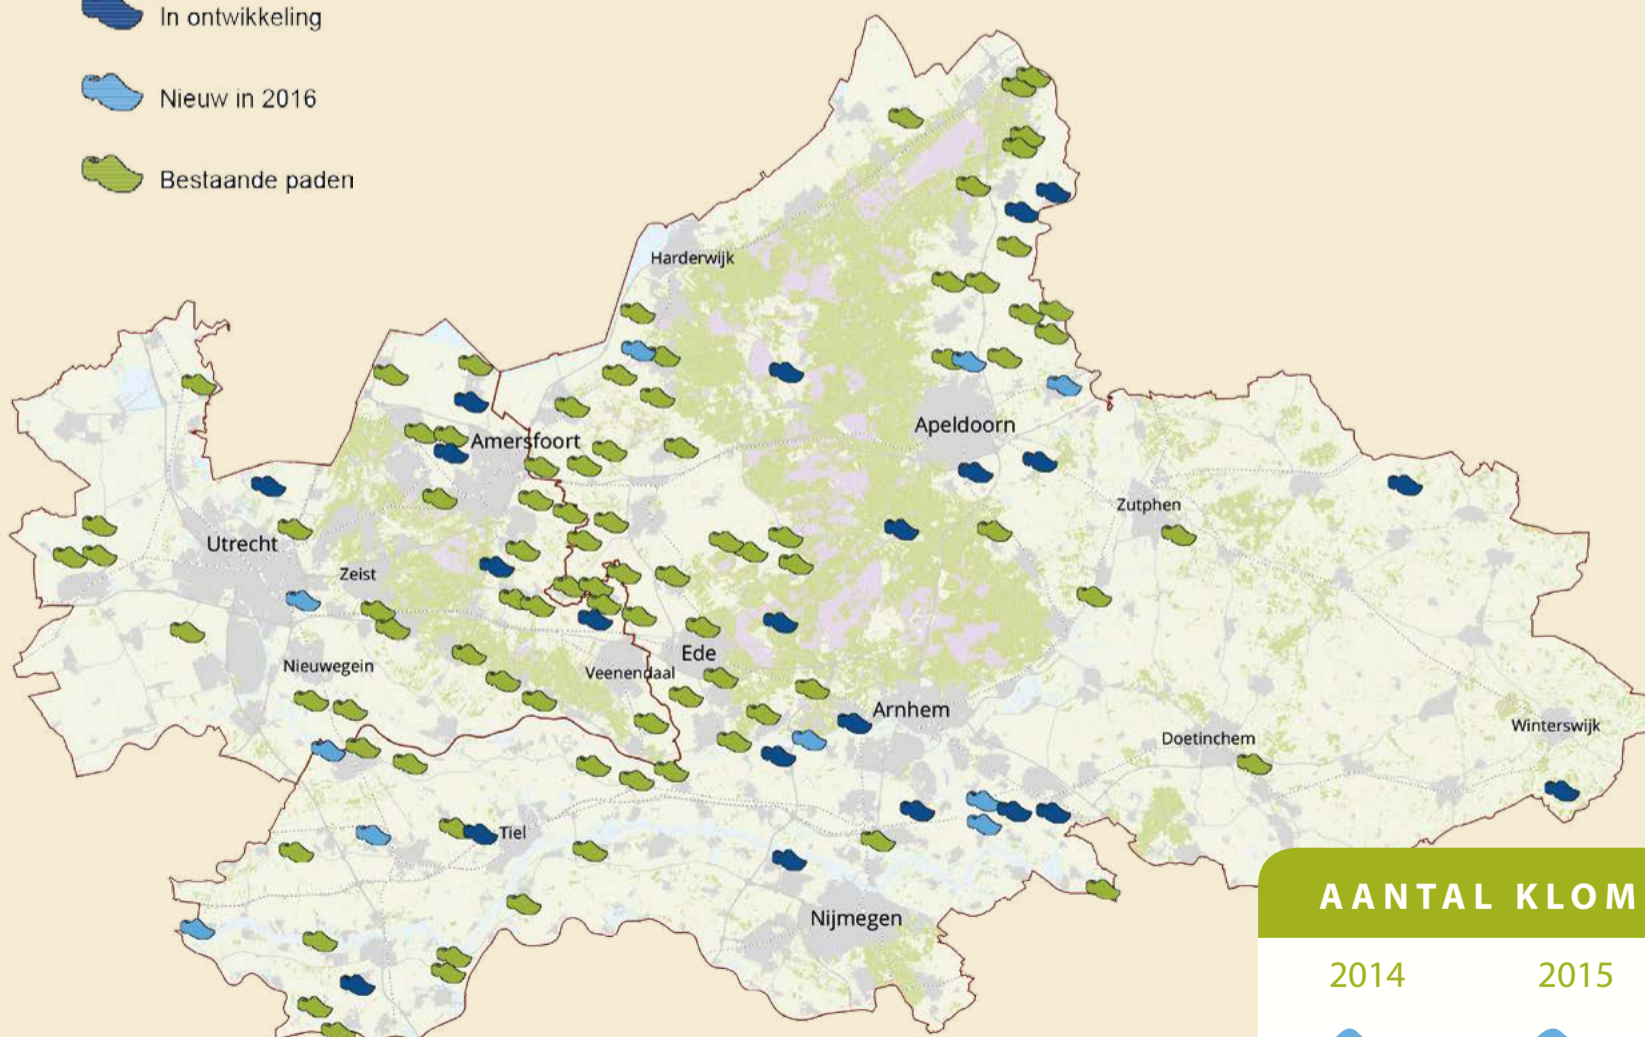 In ontwikkeling
Nieuw in 2016
Bestaande paden
Harderwijk
Apeldoorn
Amersfoort
Zutphen
Utrecht
Zeist
Ede
Nieuwegein
Veenendaal
Arnhem
Winterswijk
Doetinchem
Tiel
Nijmegen
AANTAL KLOM
2014 2015